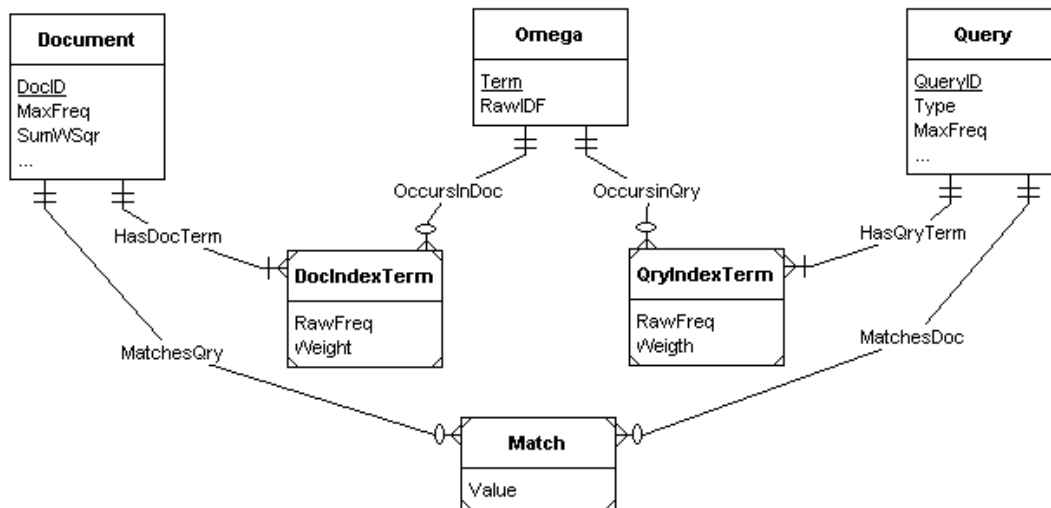 Document
DocID
MaxFreq
SumWSqr
...
Omega
Term
RawIDF
Query
QueryID
Type
MaxFreq
...
OccursInDoc
OccursinQry
HasDocTerm
HasQryTerm
DocIndexTerm
RawFreq
Weight
QryIndexTerm
RawFreq
Weigth
MatchesQry
MatchesDoc
Match
Value